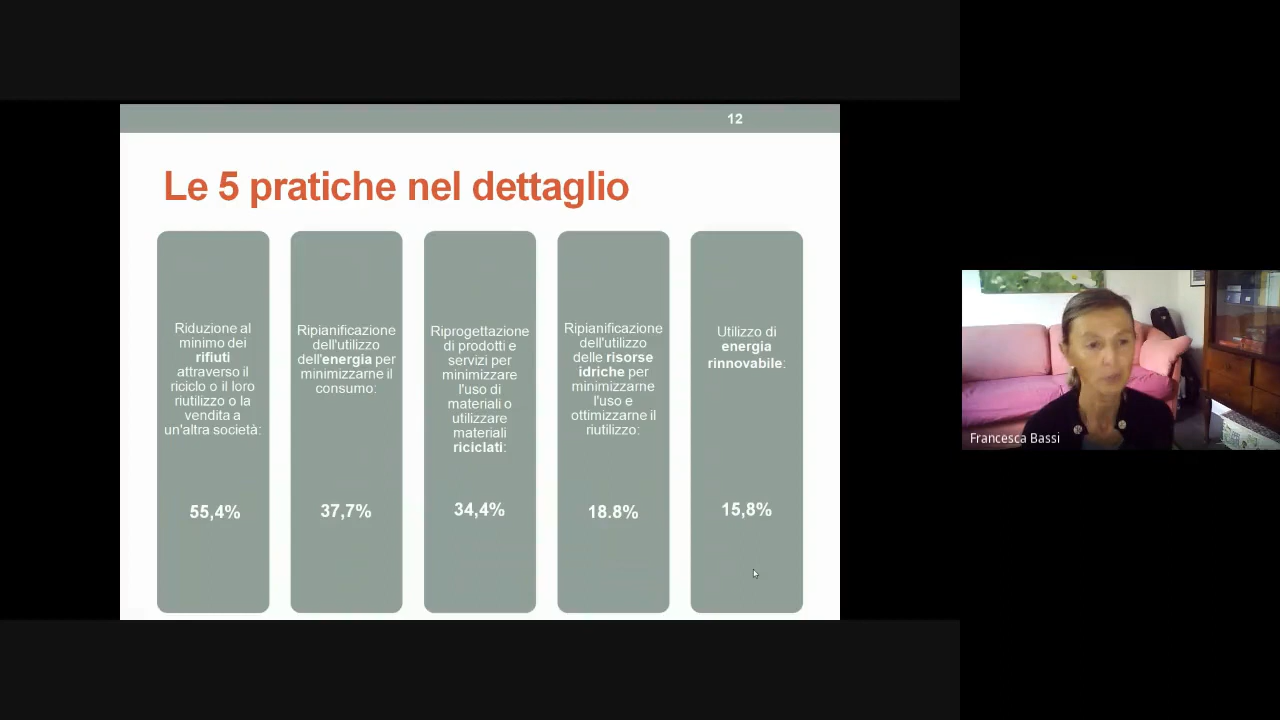 12
Le 5 pratiche nel dettaglio
Riduzione al
minimo dei
rifiuti
attraverso il
riciclo o il loro
riutilizzo o la
vendita a
un'altra società:
55,4%
Ripianificazione
dell'utilizzo
dell'energia per
minimizzarne il
consumo:
37,7%
Riprogettazione
di prodotti e
servizi per
minimizzare
l'uso di
materiali o
utilizzare
materiali
riciclati:
34,4%
Ripianificazione
dell'utilizzo
delle risorse
idriche per
minimizzarne
l'uso e
ottimizzarne il
riutilizzo:
18.8%
Utilizzo di
energia
rinnovabile:
15,8%
Francesca Bassi